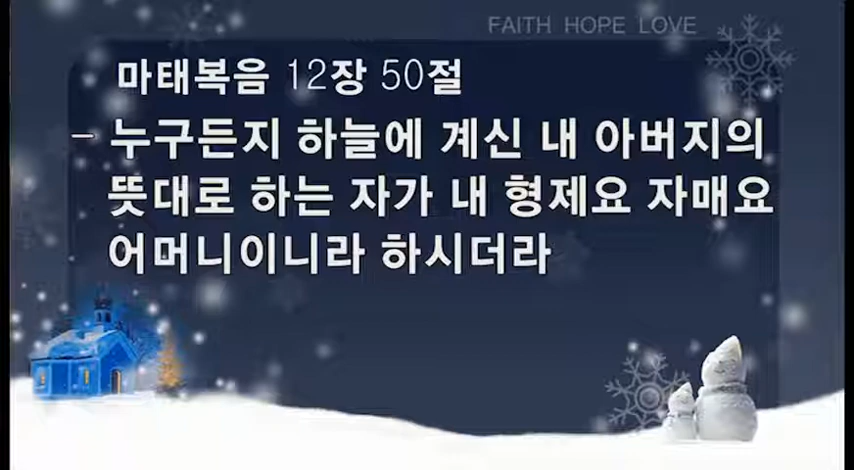 FAITH HOPE LOVE
마태복음 12장 50절
- 누구든지 하늘에 계신 내 아버지의
뜻대로 하는 자가 내 형제요 자매요
어머니이니라 하시더라